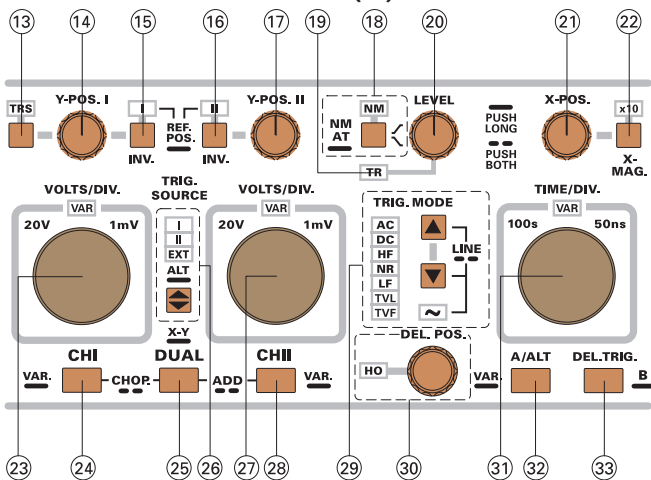 13 14 15 16 17 18 19 20 21 22
TRS
Y-POS. I
I
II
Y-POS. II
NM
LEVEL
X-POS.
x10
REF.
POS.
NM
AT
PUSH
LONG
PUSH
BOTH
INV.
INV.
TR
X-
MAG.
VOLTS/DIV.
VAR
20V 1mV
TRIG.
SOURCE
I
II
EXT
ALT
VOLTS/DIV.
VAR
20V 1mV
TRIG. MODE
AC
DC
HF
NR
LF
TVL
TVF
LINE
~
TIME/DIV.
VAR
100s 50ns
X-Y
CHI
DUAL
CHII
DEL. POS.
HO
VAR.
CHOP.
ADD
VAR.
VAR.
A/ALT
DEL.TRIG.
B
23 24 25 26 27 28 29 30 31 32 33